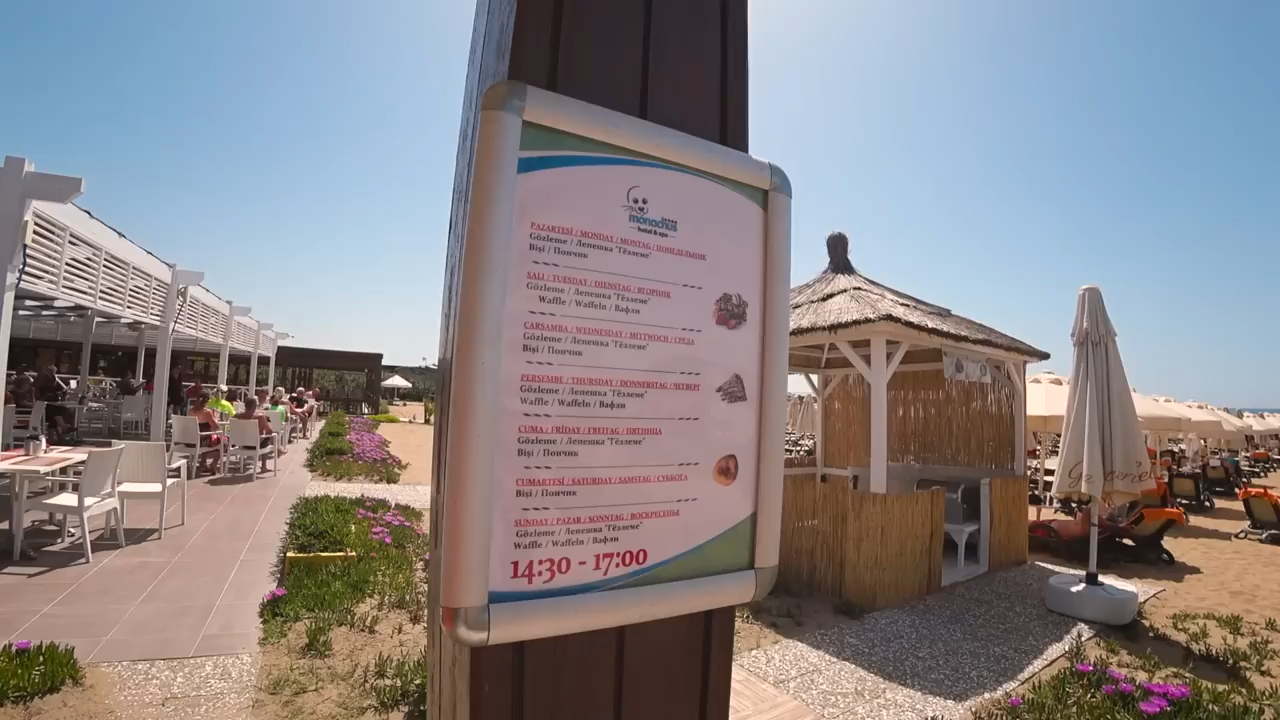 monachus
hotel & spa
PAZARTESİ / MONDAY / MONTAG / ПОНЕДЕЛЬНИК
Gözleme / Лепешка "Гёзлеме"
Bişi / Пончик
SALI / TUESDAY / DIENSTAG / ВТОРНИК
Gözleme / Лепешка "Гёзлеме"
Waffle / Waffeln / Вафли
ÇARŞAMBA / WEDNESDAY / MITTWOCH / СРЕДА
Gözleme / Лепешка "Гёзлеме"
Bişi / Пончик
PERŞEMBE / THURSDAY / DONNERSTAG / ЧЕТВЕРГ
Gözleme / Лепешка "Гёзлеме"
Waffle / Waffeln / Вафли
CUMA / FRİDAY / FREITAG / ПЯТНИЦА
Gözleme / Лепешка "Гёзлеме"
Bişi / Пончик
CUMARTESİ / SATURDAY / SAMSTAG / СУББОТА
Bişi / Пончик
SUNDAY / PAZAR / SONNTAG / ВОСКРЕСЕНЬЕ
Gözleme / Лепешка "Гёзлеме"
Waffle / Waffeln / Вафли
14:30 - 17:00